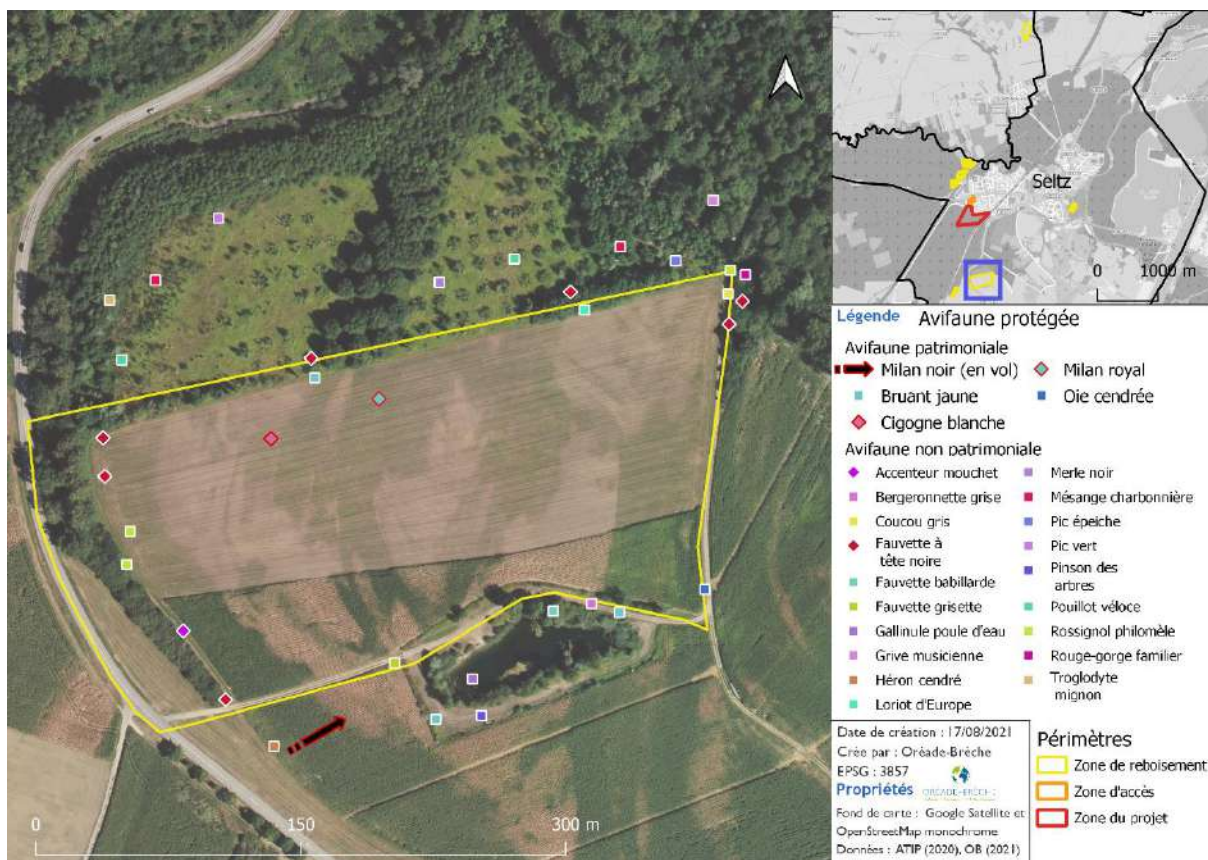 Seltz
0
1000 m
Légende Avifaune protégée
Avifaune patrimoniale
Milan noir (en vol)
Milan royal
Bruant jaune
Oie cendrée
Cigogne blanche
Avifaune non patrimoniale
Accenteur mouchet
Bergeronnette grise
Coucou gris
Fauvette à
tête noire
Fauvette babillarde
Fauvette grisette
Gallinule poule d'eau
Grive musicienne
Héron cendré
Loriot d'Europe
Merle noir
Mésange charbonnière
Pic épeiche
Pic vert
Pinson des
arbres
Pouillot véloce
Rossignol philomèle
Rouge-gorge familier
Troglodyte
mignon
Date de création : 17/08/2021
Crée par : Oréade-Brèche
EPSG : 3857
Propriétés
OREADE-BRECHE
Fond de carte : Google Satellite et
OpenStreetMap monochrome
Données : ATIP (2020), OB (2021)
Périmètres
Zone de reboisement
Zone d'accès
Zone du projet
0
150
300 m